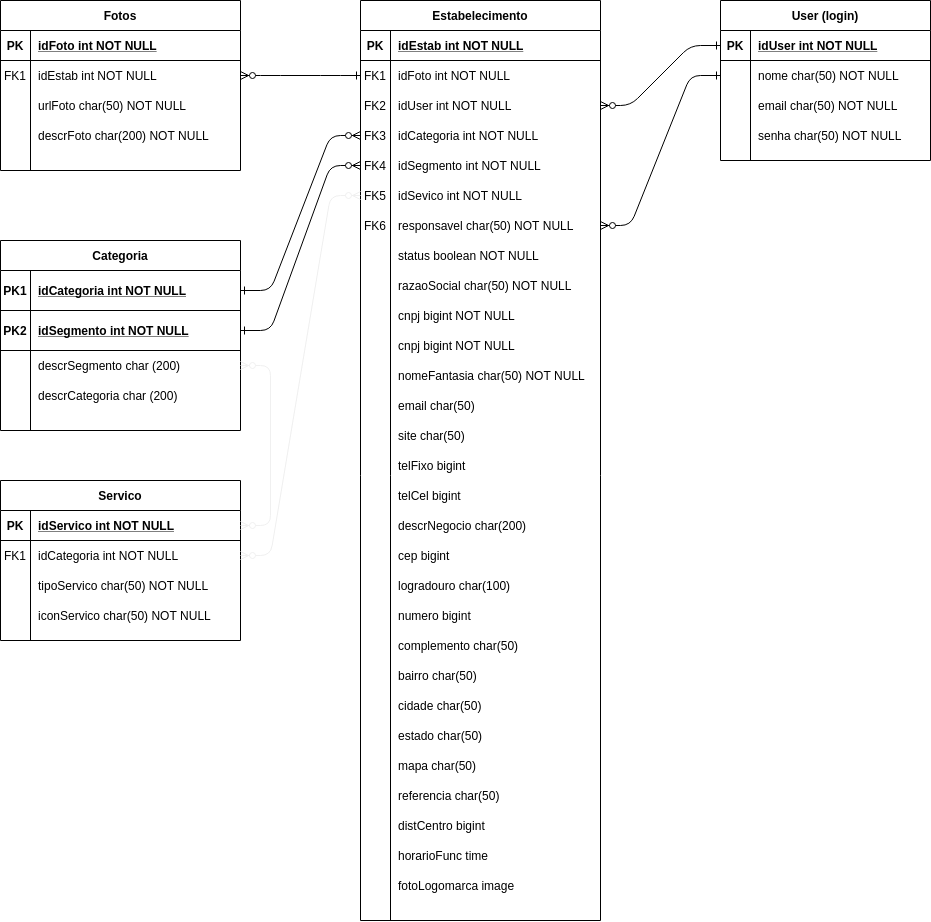 Fotos
PK idFoto int NOT NULL
FK1 idEstab int NOT NULL
urlFoto char(50) NOT NULL
descrFoto char(200) NOT NULL
Categoria
PK1 idCategoria int NOT NULL
PK2 idSegmento int NOT NULL
descrSegmento char (200)
descrCategoria char (200)
Servico
PK idServico int NOT NULL
FK1 idCategoria int NOT NULL
tipoServico char(50) NOT NULL
iconServico char(50) NOT NULL
Estabelecimento
PK idEstab int NOT NULL
FK1 idFoto int NOT NULL
FK2 idUser int NOT NULL
FK3 idCategoria int NOT NULL
FK4 idSegmento int NOT NULL
FK5 idSevico int NOT NULL
FK6 responsavel char(50) NOT NULL
status boolean NOT NULL
razaoSocial char(50) NOT NULL
cnpj bigint NOT NULL
cnpj bigint NOT NULL
nomeFantasia char(50) NOT NULL
email char(50)
site char(50)
telFixo bigint
telCel bigint
descrNegocio char(200)
cep bigint
logradouro char(100)
numero bigint
complemento char(50)
bairro char(50)
cidade char(50)
estado char(50)
mapa char(50)
referencia char(50)
distCentro bigint
horarioFunc time
fotoLogomarca image
User (login)
PK idUser int NOT NULL
nome char(50) NOT NULL
email char(50) NOT NULL
senha char(50) NOT NULL